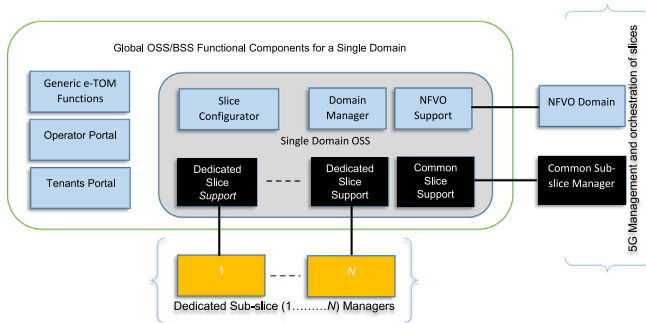 Global OSS/BSS Functional Components for a Single Domain
Generic e-TOM
Functions
Operator Portal
Tenants Portal
Slice
Configurator
Domain
Manager
NFVO
Support
Single Domain OSS
Dedicated
Slice
Support
Dedicated
Slice
Support
Common
Slice
Support
NFVO Domain
Common Sub-
slice Manager
1
N
Dedicated Sub-slice (1.........N) Managers
5G Management and orchestration of slices